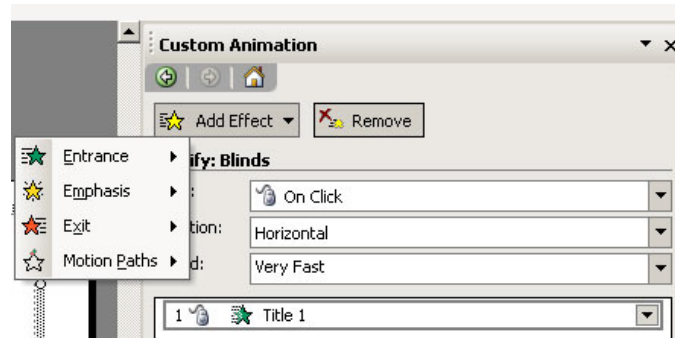 Custom Animation
Add Effect Remove
Entrance
ify: Blinds
Emphasis
: On Click
Exit
tion: Horizontal
Motion Paths
d: Very Fast
1 Title 1